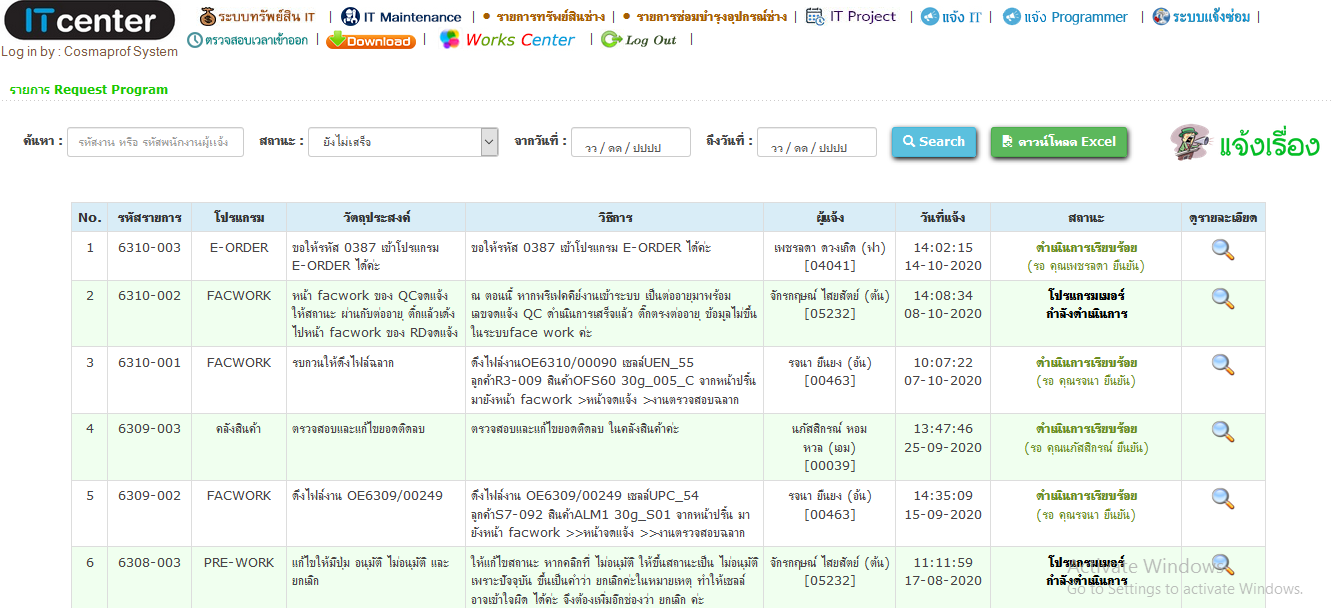 ITcenter
ระบบทรัพย์สิน IT | IT Maintenance | • รายการทรัพย์สินช่าง | • รายการซ่อมบำรุงอุปกรณ์ช่าง | IT Project | แจ้ง IT | แจ้ง Programmer | ระบบแจ้งซ่อม |
ตรวจสอบเวลาเข้าออก | Download | Works Center | Log Out |
Log in by : Cosmaprof System
รายการ Request Program
ค้นหา : รหัสงาน หรือ รหัสพนักงานผู้แจ้ง สถานะ : ยังไม่เสร็จ จากวันที่ : วว / ดด / ปปปป ถึงวันที่ : วว / ดด / ปปปป Search ดาวน์โหลด Excel แจ้งเรื่อง
No. รหัสรายการ โปรแกรม วัตถุประสงค์ วิธีการ ผู้แจ้ง วันที่แจ้ง สถานะ ดูรายละเอียด
1 6310-003 E-ORDER ขอให้รหัส 0387 เข้าโปรแกรม ขอให้รหัส 0387 เข้าโปรแกรม E-ORDER ได้ค่ะ เพชรลดา ดวงเกิด (ฟ้า) 14:02:15 ดำเนินการเรียบร้อย
E-ORDER ได้ค่ะ [04041] 14-10-2020 (รอ คุณเพชรลดา ยืนยัน)
2 6310-002 FACWORK หน้า facwork ของ QCจดแจ้ง ณ ตอนนี้ หากพรีเฟคคีย์งานเข้าระบบ เป็นต่ออายุมาพร้อม จักรกฤษณ์ ไสยสัตย์ (ต้น) 14:08:34 โปรแกรมเมอร์
ให้สถานะ ผ่านกับต่ออายุ ติ๊กแล้วเด้ง เลขจดแจ้ง QC ดำเนินการเสร็จแล้ว ติ๊กตรงต่ออายุ ข้อมูลไม่ขึ้น [05232] 08-10-2020 กำลังดำเนินการ
ไปหน้า facwork ของ RDจดแจ้ง ในระบบface work ค่ะ
3 6310-001 FACWORK รบกวนให้ดึงไฟล์ฉลาก ดึงไฟล์งานOE6310/00090 เซลล์UEN_55 รจนา ยืนยง (อ้น) 10:07:22 ดำเนินการเรียบร้อย
ลูกค้าR3-009 สินค้าOFS60 30g_005_C จากหน้าปริ้น [00463] 07-10-2020 (รอ คุณรจนา ยืนยัน)
มายังหน้า facwork >หน้าจดแจ้ง >งานตรวจสอบฉลาก
4 6309-003 คลังสินค้า ตรวจสอบและแก้ไขยอดติดลบ ตรวจสอบและแก้ไขยอดติดลบ ในคลังสินค้าค่ะ นภัสสิกรณ์ หอม 13:47:46 ดำเนินการเรียบร้อย
หวล (เอม) 25-09-2020 (รอ คุณนภัสสิกรณ์ ยืนยัน)
[00039]
5 6309-002 FACWORK ดึงไฟล์งาน OE6309/00249 ดึงไฟล์งาน OE6309/00249 เซลล์UPC_54 รจนา ยืนยง (อ้น) 14:35:09 ดำเนินการเรียบร้อย
ลูกค้าS7-092 สินค้าALM1 30g_S01 จากหน้าปริ้น มา [00463] 15-09-2020 (รอ คุณรจนา ยืนยัน)
ยังหน้า facwork >>หน้าจดแจ้ง >>งานตรวจสอบฉลาก
6 6308-003 PRE-WORK แก้ไขให้มีปุ่ม อนุมัติ ไม่อนุมัติ และ ให้แก้ไขสถานะ หากคลิกที่ ไม่อนุมัติ ให้ขึ้นสถานะเป็น ไม่อนุมัติ จักรกฤษณ์ ไสยสัตย์ (ต้น) 11:11:59 โปรแกรมเมอร์
ยกเลิก เพราะปัจจุบัน ขึ้นเป็นคำว่า ยกเลิกค่ะในหมายเหตุ ทำให้เซลล์ [05232] 17-08-2020 กำลังดำเนินการ
อาจเข้าใจผิด ได้ค่ะ จึงต้องเพิ่มอีกช่องว่า ยกเลิก ค่ะ
Activate Windows
Go to Settings to activate Windows.